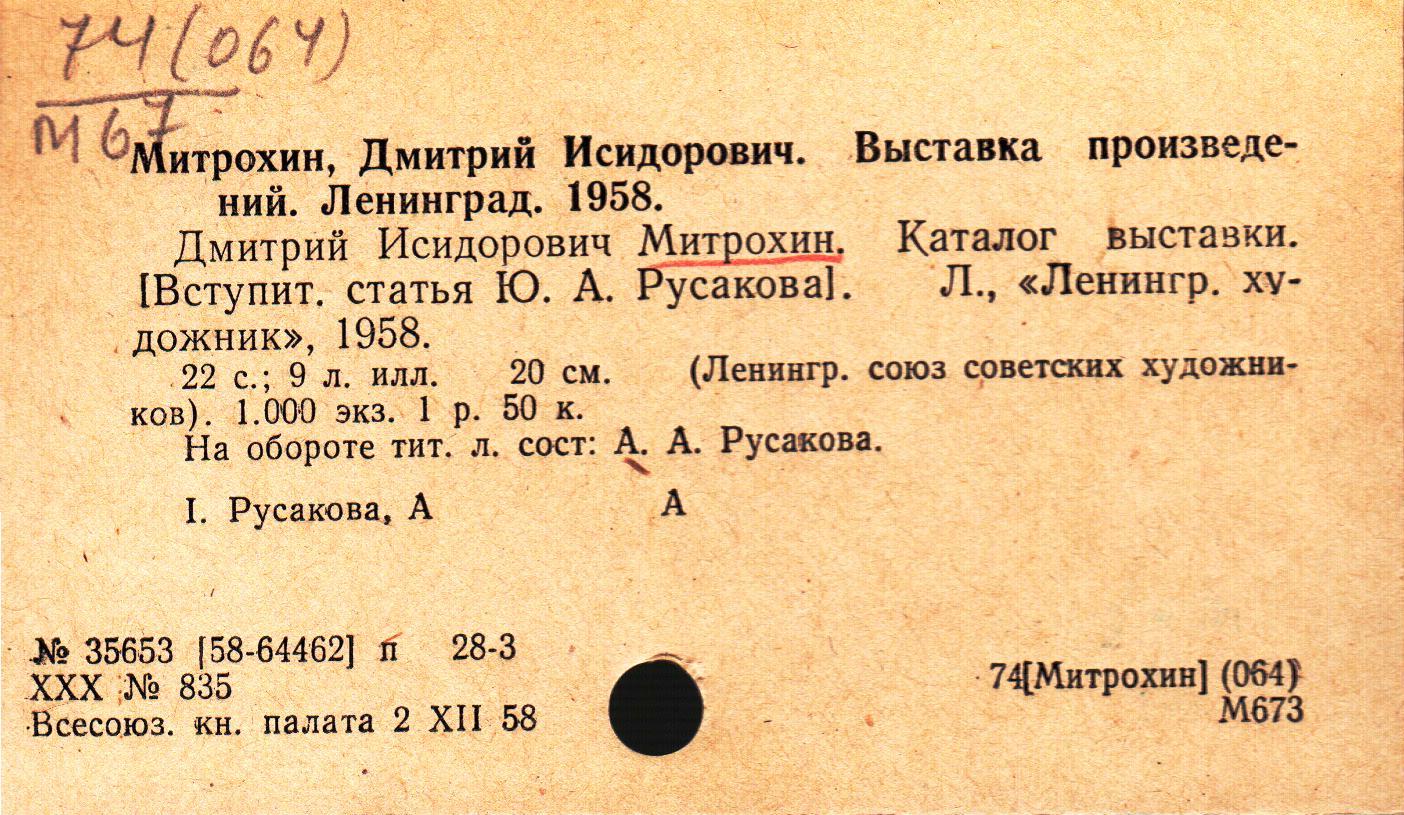 74(064)
М67
Митрохин, Дмитрий Исидорович. Выставка произведе-
ний. Ленинград. 1958.
Дмитрий Исидорович Митрохин. Каталог выставки.
[Вступит. статья Ю. А. Русакова]. Л., «Ленингр. ху-
дожник», 1958.
22 с.; 9 л. илл. 20 см. (Ленингр. союз советских художни-
ков). 1.000 экз. 1 р. 50 к.
На обороте тит. л. сост: А. А. Русакова.
I. Русакова, А А
№ 35653 [58-64462] п 28-3
XXX № 835
Всесоюз. кн. палата 2 XII 58
74[Митрохин] (064)
М673